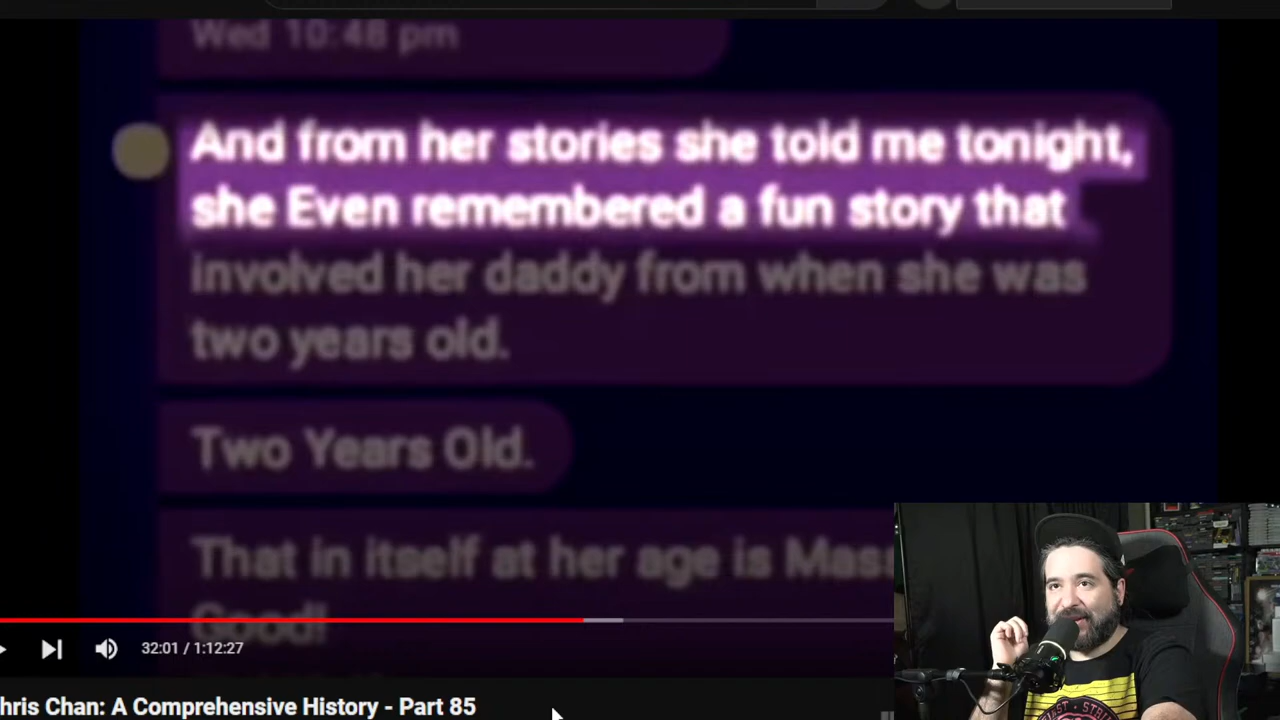 Wed 10:48 pm
And from her stories she told me tonight,
she Even remembered a fun story that
involved her daddy from when she was
two years old.
Two Years Old.
That in itself at her age is Mass
Good!
32:01 / 1:12:27
hris Chan: A Comprehensive History - Part 85